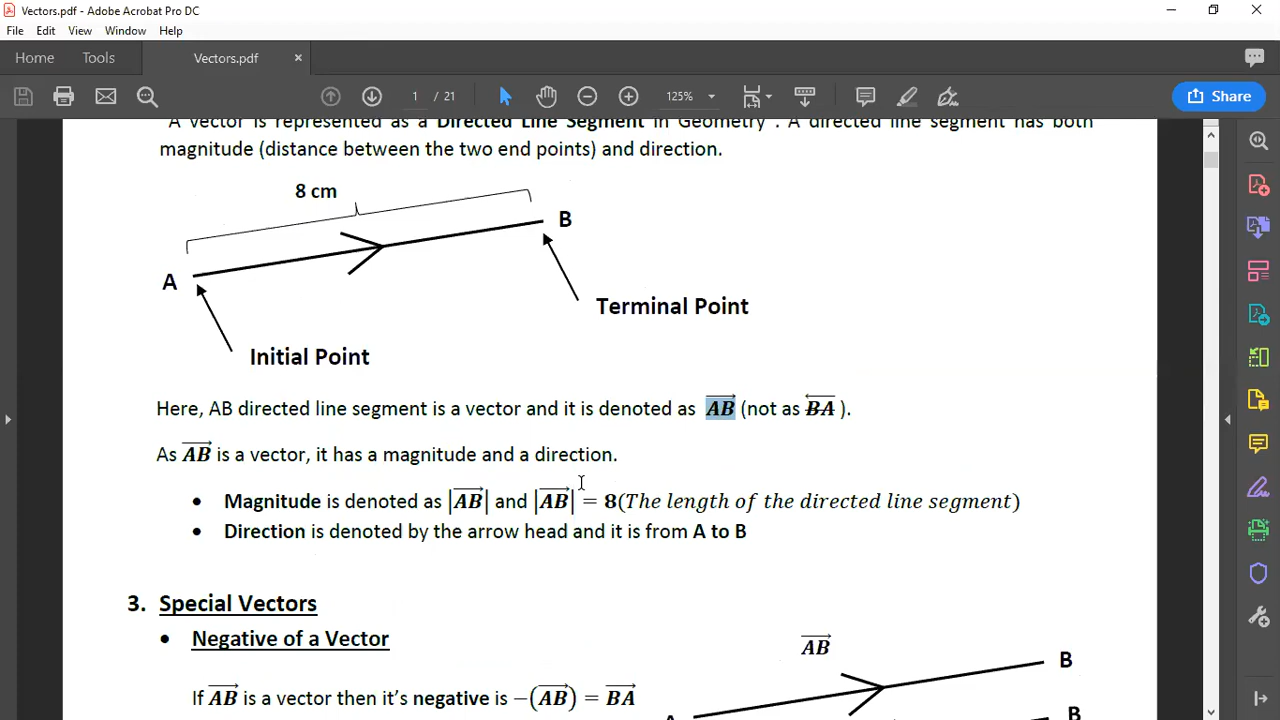 Vectors.pdf - Adobe Acrobat Pro DC
File Edit View Window Help
Home Tools Vectors.pdf ×
1 / 21 125% Share
A vector is represented as a Directed Line Segment in Geometry . A directed line segment has both
magnitude (distance between the two end points) and direction.
8 cm
B
A
Terminal Point
Initial Point
Here, AB directed line segment is a vector and it is denoted as AB⃗ (not as B̶A̶⃖ ).
As AB⃗ is a vector, it has a magnitude and a direction.
• Magnitude is denoted as |AB⃗| and |AB⃗| = 8(The length of the directed line segment)
• Direction is denoted by the arrow head and it is from A to B
3. Special Vectors
• Negative of a Vector
AB⃗
B
If AB⃗ is a vector then it's negative is −(AB⃗) = BA⃗
A
B